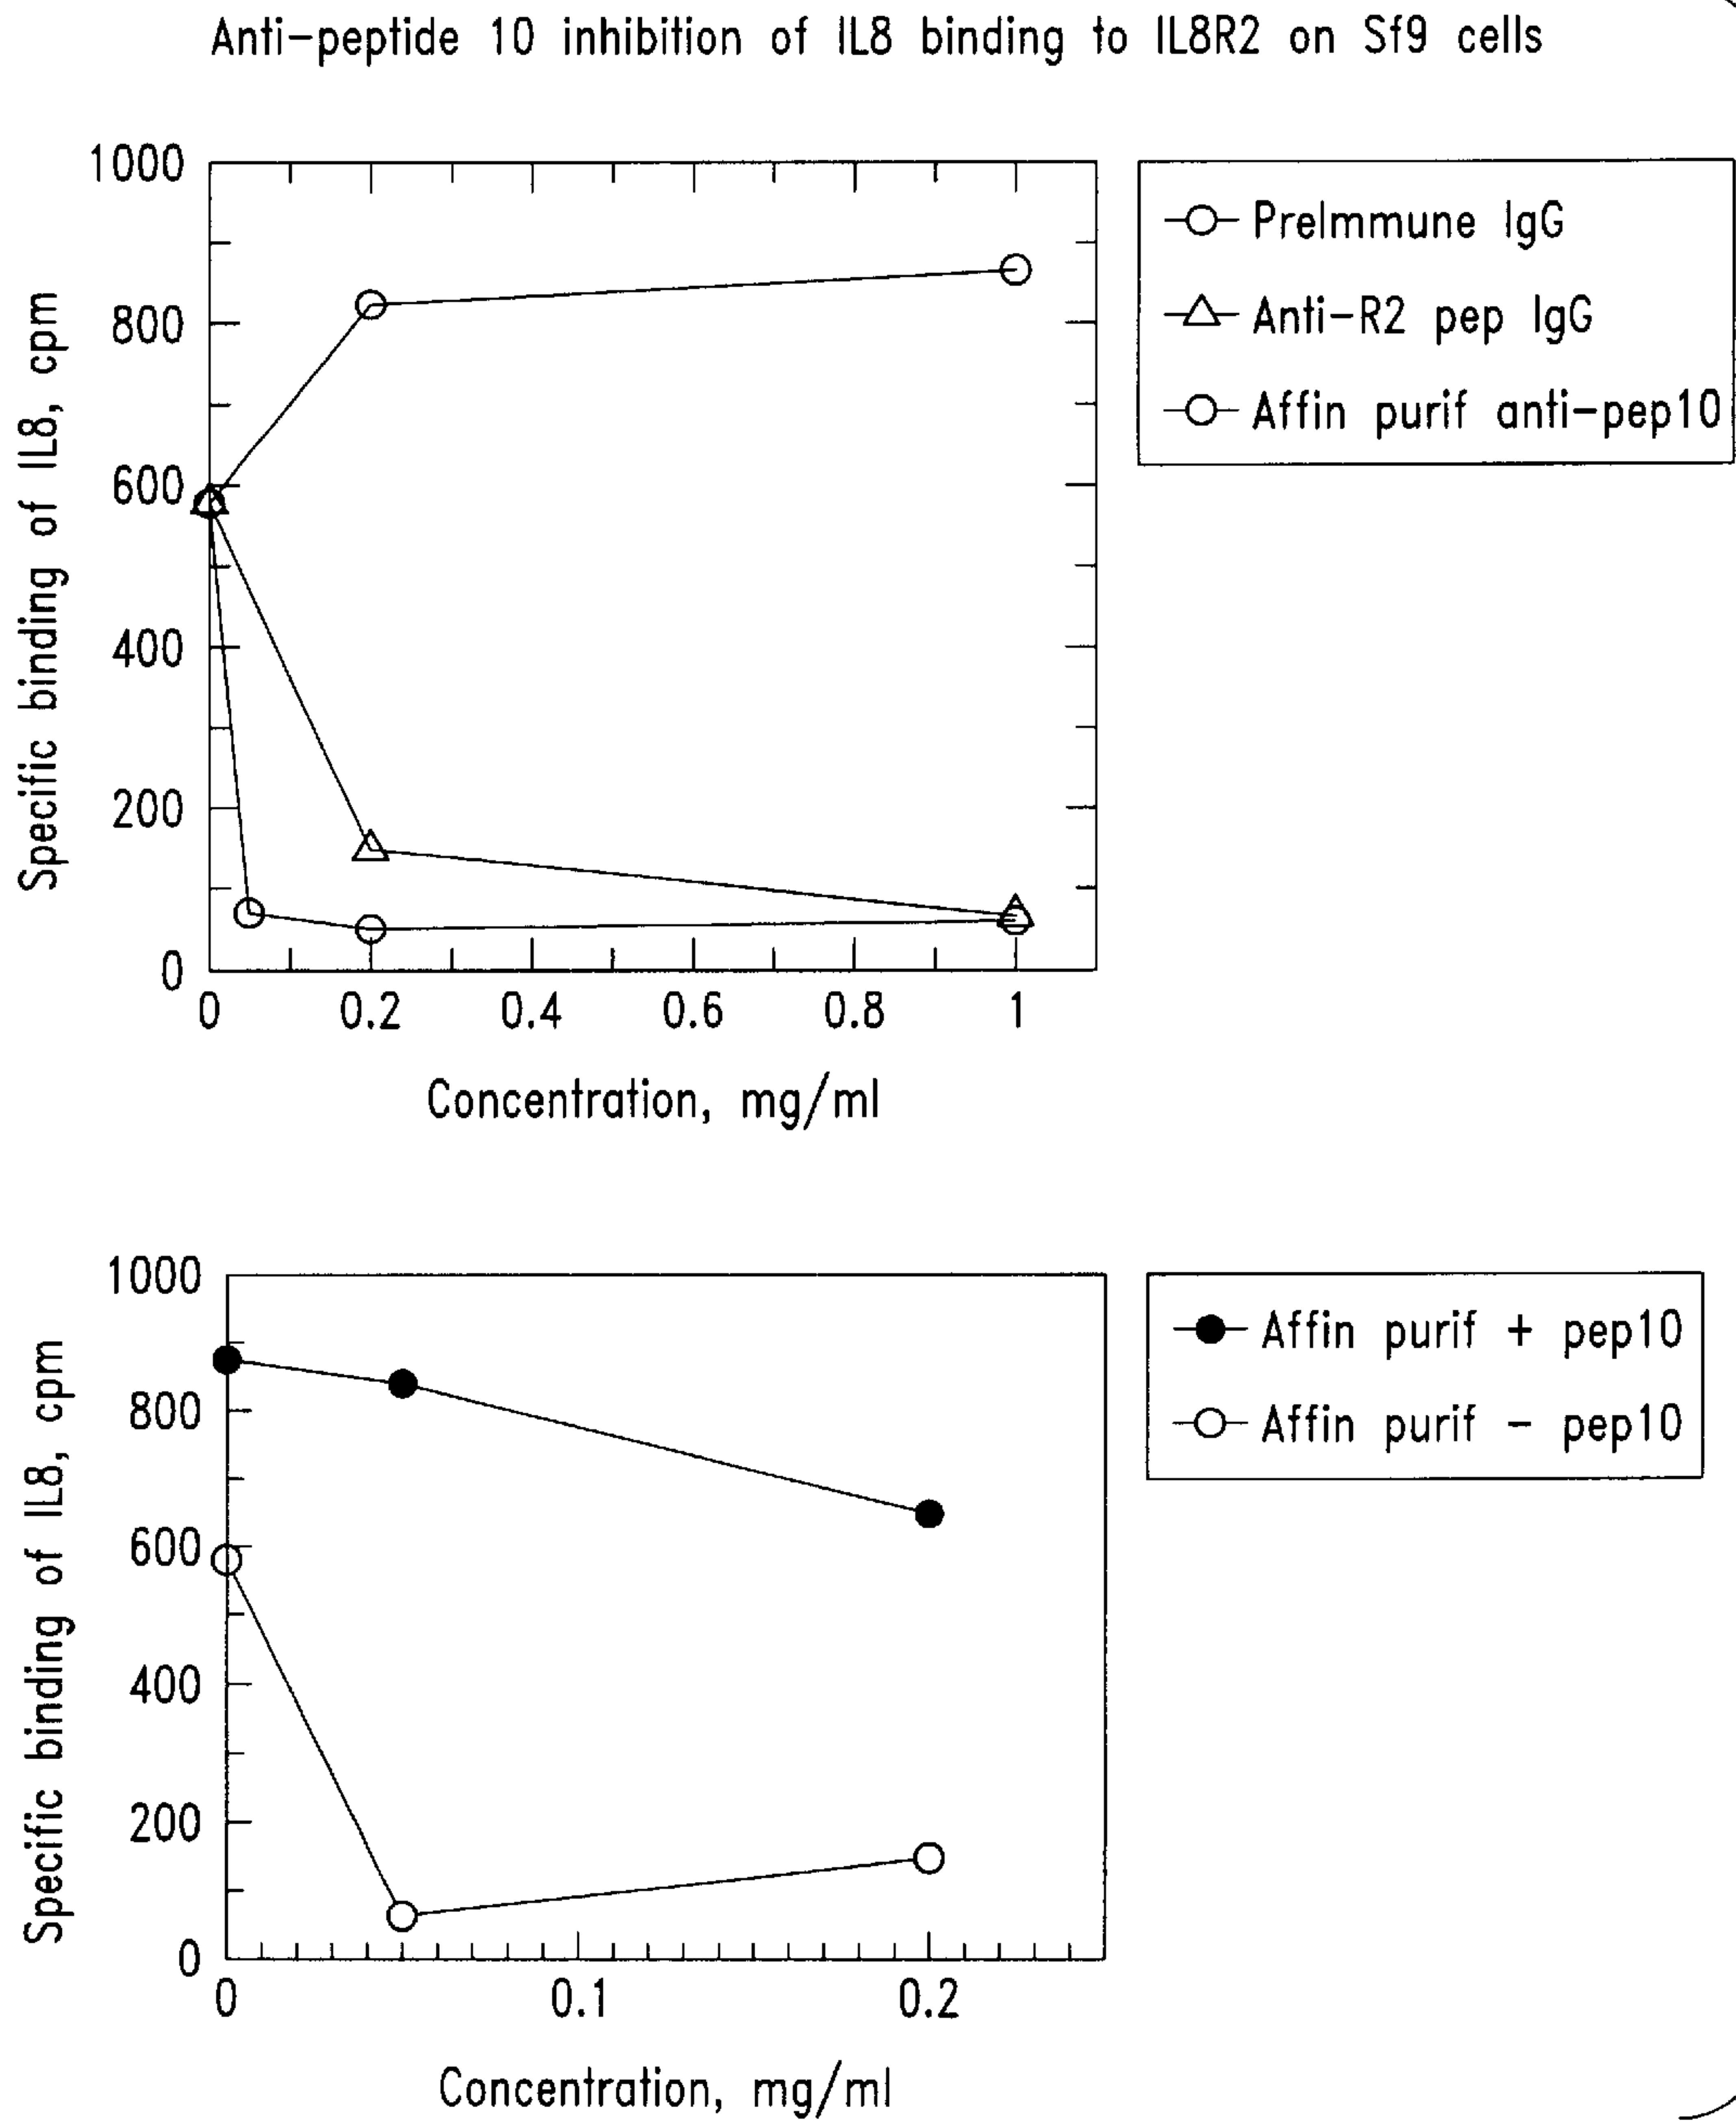 Anti-peptide 10 inhibition of IL8 binding to IL8R2 on Sf9 cells
Specific binding of IL8, cpm
1000
800
600
400
200
0
0 0.2 0.4 0.6 0.8 1
Concentration, mg/ml
PreImmune IgG
Anti-R2 pep IgG
Affin purif anti-pep10
Specific binding of IL8, cpm
1000
800
600
400
200
0
0 0.1 0.2
Concentration, mg/ml
Affin purif + pep10
Affin purif - pep10